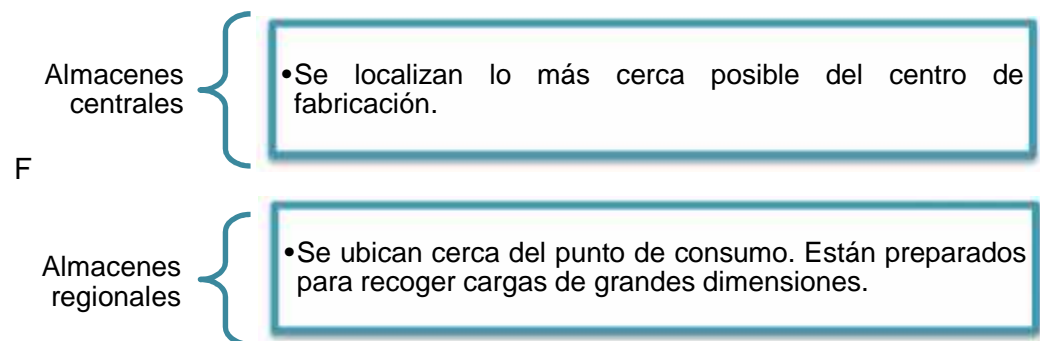 Almacenes
centrales
•Se localizan lo más cerca posible del centro de
fabricación.
F
Almacenes
regionales
•Se ubican cerca del punto de consumo. Están preparados
para recoger cargas de grandes dimensiones.